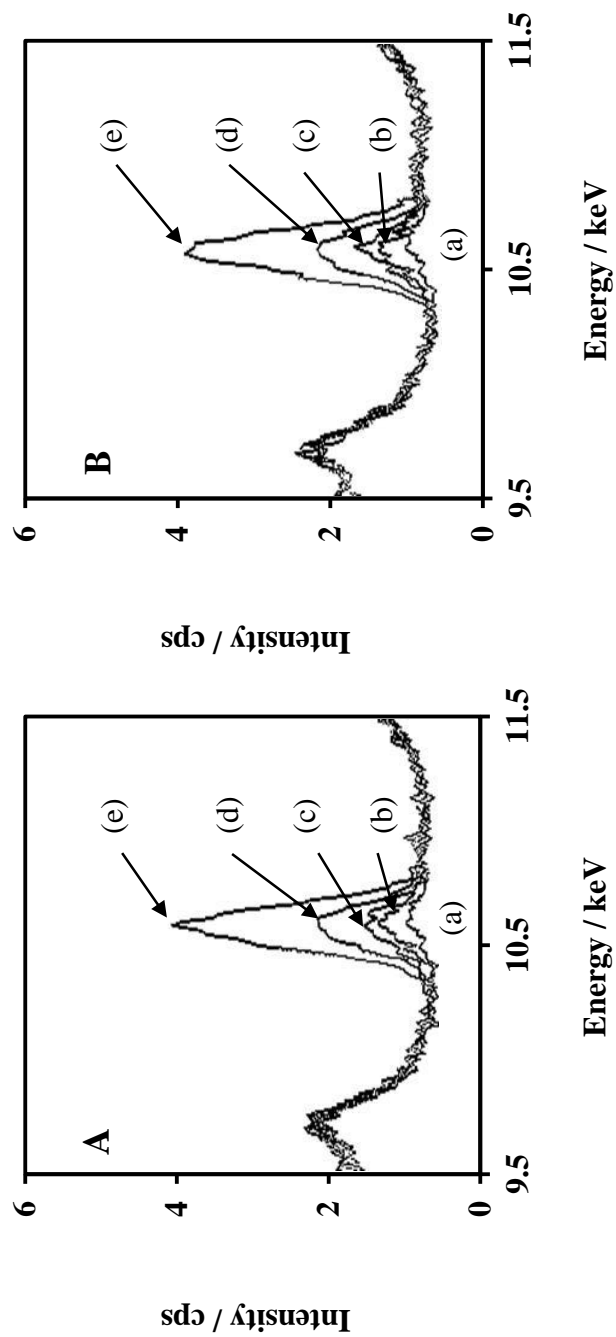 A
Intensity / cps
6
4
2
0
(e)
(d)
(c)
(b)
(a)
9.5
10.5
11.5
Energy / keV
B
Intensity / cps
6
4
2
0
(e)
(d)
(c)
(b)
(a)
9.5
10.5
11.5
Energy / keV